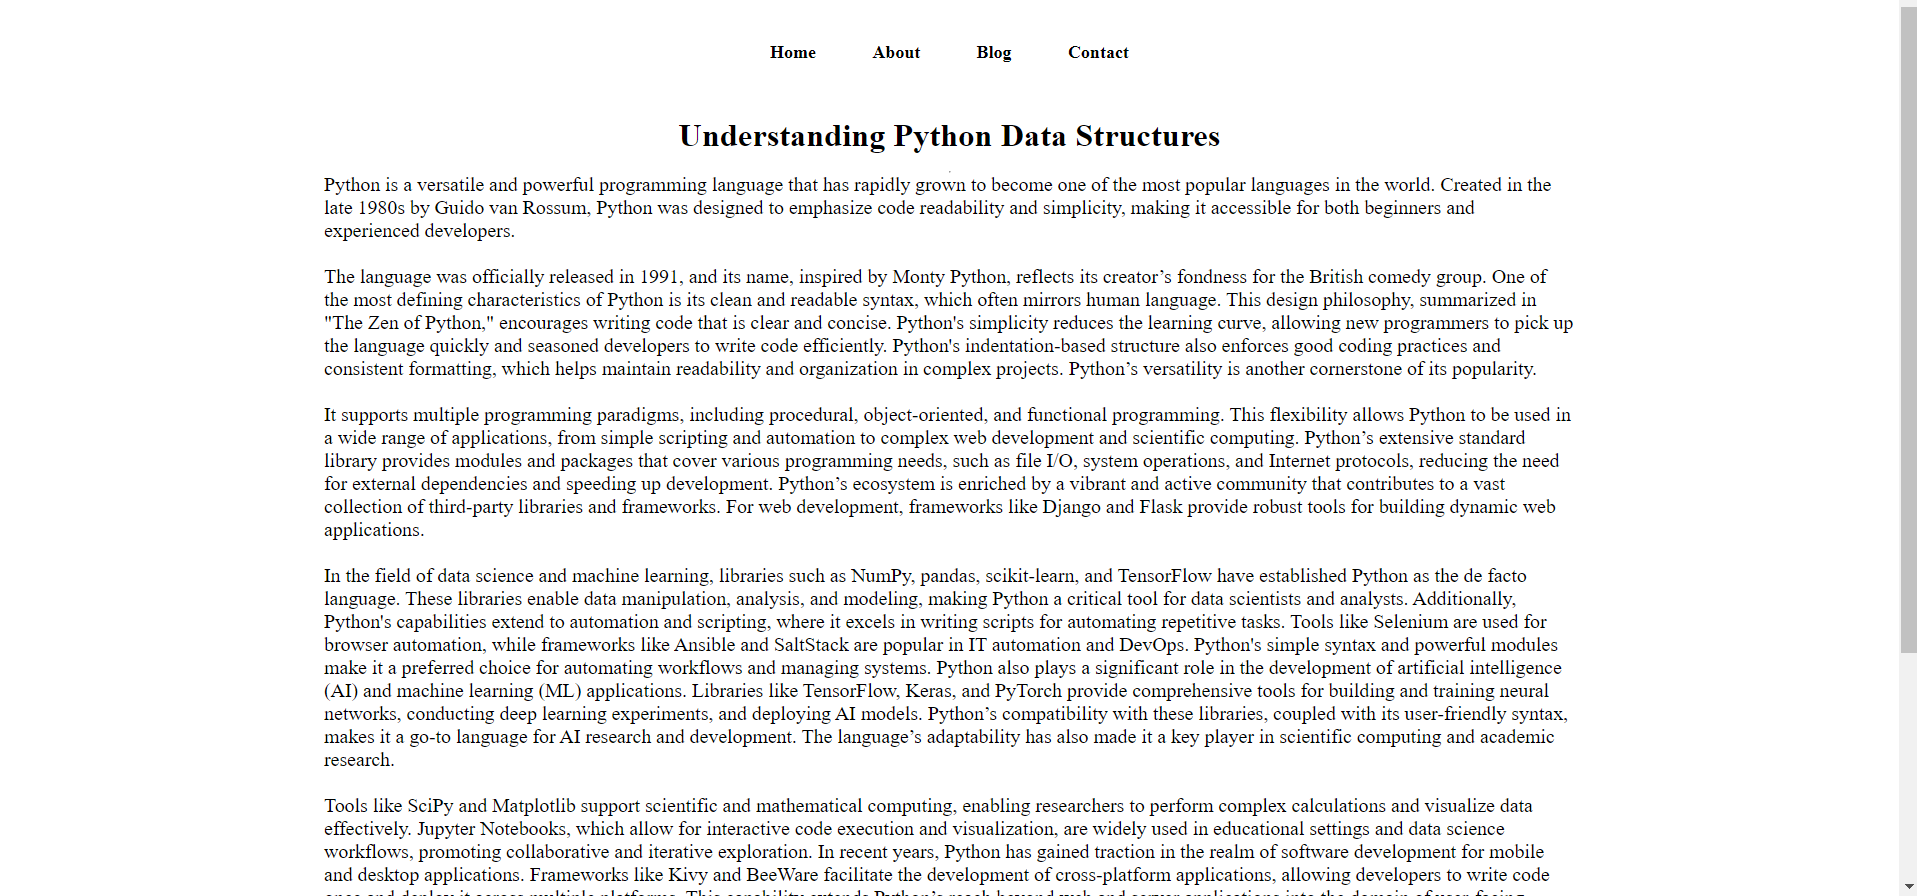 Home About Blog Contact
Understanding Python Data Structures
Python is a versatile and powerful programming language that has rapidly grown to become one of the most popular languages in the world. Created in the
late 1980s by Guido van Rossum, Python was designed to emphasize code readability and simplicity, making it accessible for both beginners and
experienced developers.
The language was officially released in 1991, and its name, inspired by Monty Python, reflects its creator’s fondness for the British comedy group. One of
the most defining characteristics of Python is its clean and readable syntax, which often mirrors human language. This design philosophy, summarized in
"The Zen of Python," encourages writing code that is clear and concise. Python's simplicity reduces the learning curve, allowing new programmers to pick up
the language quickly and seasoned developers to write code efficiently. Python's indentation-based structure also enforces good coding practices and
consistent formatting, which helps maintain readability and organization in complex projects. Python’s versatility is another cornerstone of its popularity.
It supports multiple programming paradigms, including procedural, object-oriented, and functional programming. This flexibility allows Python to be used in
a wide range of applications, from simple scripting and automation to complex web development and scientific computing. Python’s extensive standard
library provides modules and packages that cover various programming needs, such as file I/O, system operations, and Internet protocols, reducing the need
for external dependencies and speeding up development. Python’s ecosystem is enriched by a vibrant and active community that contributes to a vast
collection of third-party libraries and frameworks. For web development, frameworks like Django and Flask provide robust tools for building dynamic web
applications.
In the field of data science and machine learning, libraries such as NumPy, pandas, scikit-learn, and TensorFlow have established Python as the de facto
language. These libraries enable data manipulation, analysis, and modeling, making Python a critical tool for data scientists and analysts. Additionally,
Python's capabilities extend to automation and scripting, where it excels in writing scripts for automating repetitive tasks. Tools like Selenium are used for
browser automation, while frameworks like Ansible and SaltStack are popular in IT automation and DevOps. Python's simple syntax and powerful modules
make it a preferred choice for automating workflows and managing systems. Python also plays a significant role in the development of artificial intelligence
(AI) and machine learning (ML) applications. Libraries like TensorFlow, Keras, and PyTorch provide comprehensive tools for building and training neural
networks, conducting deep learning experiments, and deploying AI models. Python’s compatibility with these libraries, coupled with its user-friendly syntax,
makes it a go-to language for AI research and development. The language’s adaptability has also made it a key player in scientific computing and academic
research.
Tools like SciPy and Matplotlib support scientific and mathematical computing, enabling researchers to perform complex calculations and visualize data
effectively. Jupyter Notebooks, which allow for interactive code execution and visualization, are widely used in educational settings and data science
workflows, promoting collaborative and iterative exploration. In recent years, Python has gained traction in the realm of software development for mobile
and desktop applications. Frameworks like Kivy and BeeWare facilitate the development of cross-platform applications, allowing developers to write code
once and deploy it across multiple platforms. This capability extends Python’s reach beyond web and server applications into the domain of user-facing